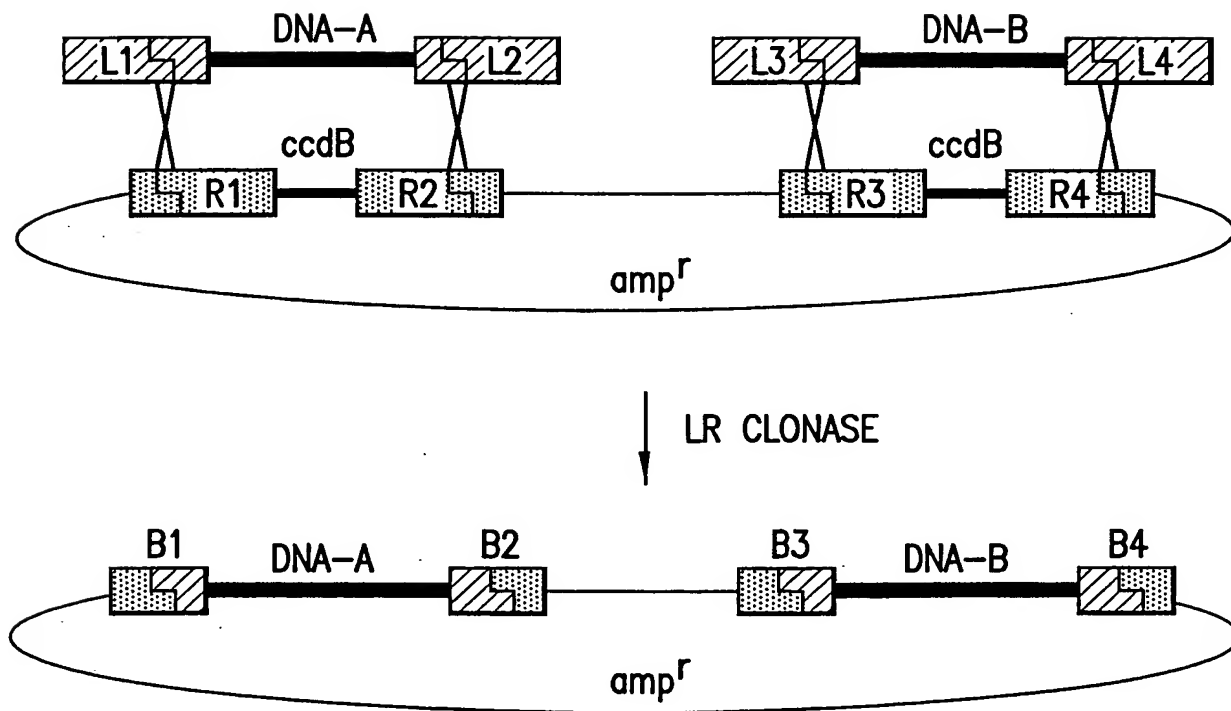 DNA-A DNA-B
L1 L2 L3 L4
ccdB ccdB
R1 R2 R3 R4
amp^r
LR CLONASE
B1 B2 B3 B4
DNA-A DNA-B
amp^r